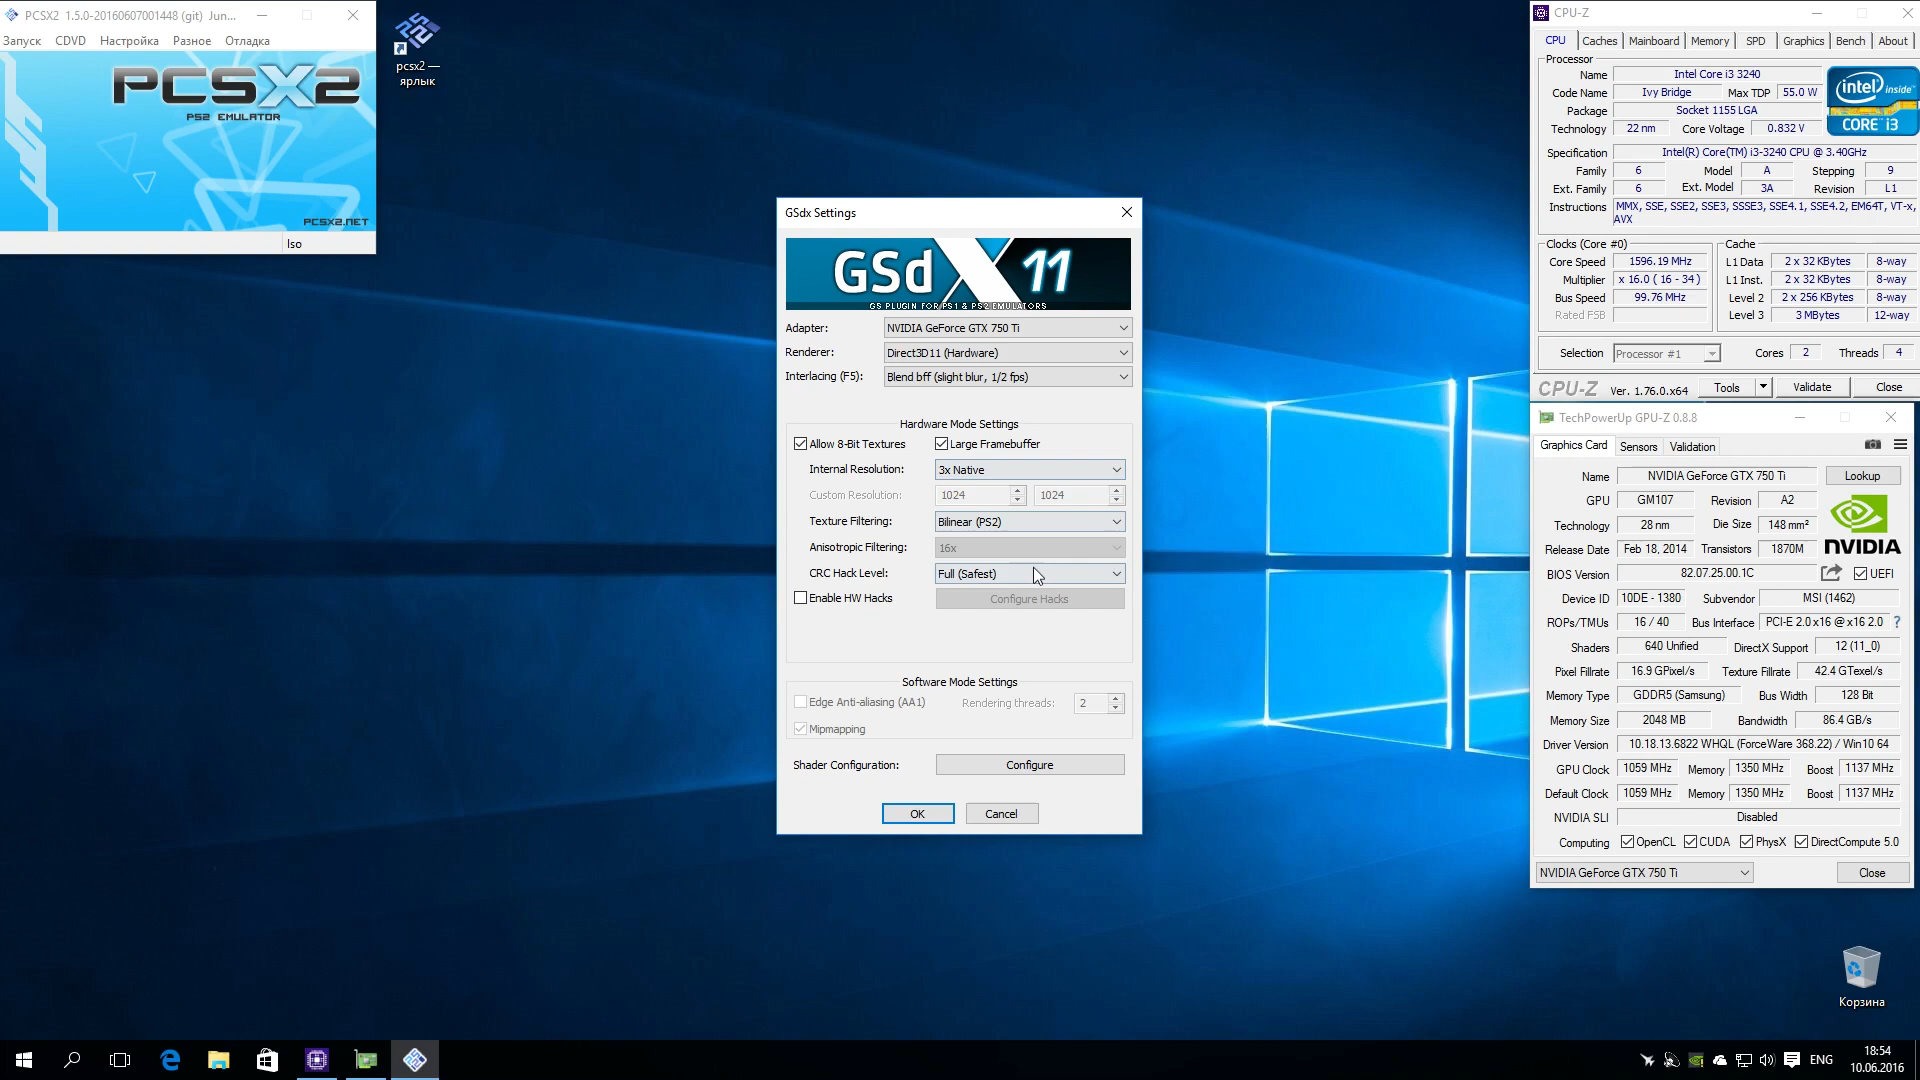 PCSX2 1.5.0-20160607001448 (git) Jun...
Запуск CDVD Настройка Разное Отладка
PCSX2
PS2 EMULATOR
PCSX2.NET
Iso
pcsx2 —
ярлык
GSdx Settings
GSdX 11
GS PLUGIN FOR PS1 & PS2 EMULATORS
Adapter: NVIDIA GeForce GTX 750 Ti
Renderer: Direct3D11 (Hardware)
Interlacing (F5): Blend bff (slight blur, 1/2 fps)
Hardware Mode Settings
Allow 8-Bit Textures Large Framebuffer
Internal Resolution: 3x Native
Custom Resolution: 1024 1024
Texture Filtering: Bilinear (PS2)
Anisotropic Filtering: 16x
CRC Hack Level: Full (Safest)
Enable HW Hacks Configure Hacks
Software Mode Settings
Edge Anti-aliasing (AA1) Rendering threads: 2
Mipmapping
Shader Configuration: Configure
OK Cancel
CPU-Z
CPU Caches Mainboard Memory SPD Graphics Bench About
Processor
Name Intel Core i3 3240
Code Name Ivy Bridge Max TDP 55.0 W
Package Socket 1155 LGA
Technology 22 nm Core Voltage 0.832 V
intel inside™
CORE i3
Specification Intel(R) Core(TM) i3-3240 CPU @ 3.40GHz
Family 6 Model A Stepping 9
Ext. Family 6 Ext. Model 3A Revision L1
Instructions MMX, SSE, SSE2, SSE3, SSSE3, SSE4.1, SSE4.2, EM64T, VT-x,
AVX
Clocks (Core #0) Cache
Core Speed 1596.19 MHz L1 Data 2 x 32 KBytes 8-way
Multiplier x 16.0 ( 16 - 34 ) L1 Inst. 2 x 32 KBytes 8-way
Bus Speed 99.76 MHz Level 2 2 x 256 KBytes 8-way
Rated FSB Level 3 3 MBytes 12-way
Selection Processor #1 Cores 2 Threads 4
CPU-Z Ver. 1.76.0.x64 Tools Validate Close
TechPowerUp GPU-Z 0.8.8
Graphics Card Sensors Validation
Name NVIDIA GeForce GTX 750 Ti Lookup
GPU GM107 Revision A2
Technology 28 nm Die Size 148 mm²
Release Date Feb 18, 2014 Transistors 1870M
NVIDIA
BIOS Version 82.07.25.00.1C UEFI
Device ID 10DE - 1380 Subvendor MSI (1462)
ROPs/TMUs 16 / 40 Bus Interface PCI-E 2.0 x16 @ x16 2.0 ?
Shaders 640 Unified DirectX Support 12 (11_0)
Pixel Fillrate 16.9 GPixel/s Texture Fillrate 42.4 GTexel/s
Memory Type GDDR5 (Samsung) Bus Width 128 Bit
Memory Size 2048 MB Bandwidth 86.4 GB/s
Driver Version 10.18.13.6822 WHQL (ForceWare 368.22) / Win10 64
GPU Clock 1059 MHz Memory 1350 MHz Boost 1137 MHz
Default Clock 1059 MHz Memory 1350 MHz Boost 1137 MHz
NVIDIA SLI Disabled
Computing OpenCL CUDA PhysX DirectCompute 5.0
NVIDIA GeForce GTX 750 Ti Close
Корзина
ENG
18:54
10.06.2016